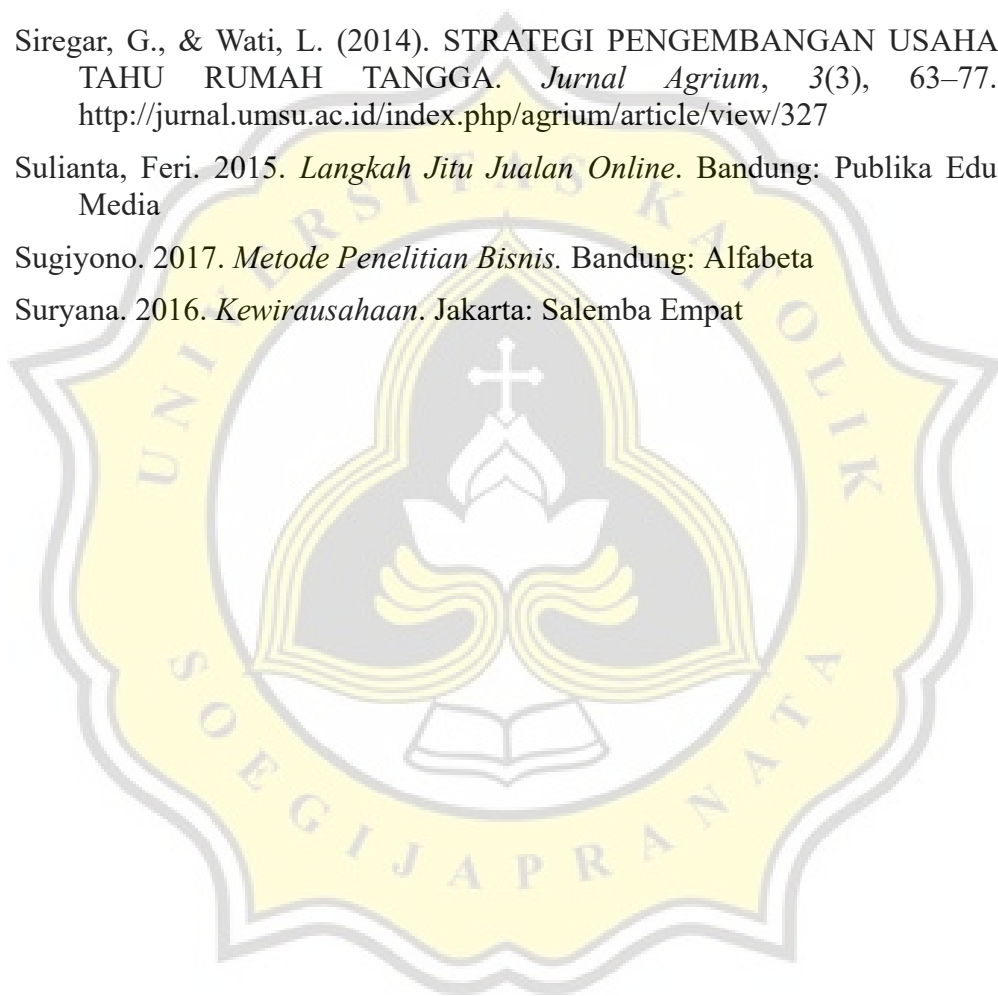 Siregar, G., & Wati, L. (2014). STRATEGI PENGEMBANGAN USAHA
TAHU RUMAH TANGGA. Jurnal Agrium, 3(3), 63–77.
http://jurnal.umsu.ac.id/index.php/agrium/article/view/327
Sulianta, Feri. 2015. Langkah Jitu Jualan Online. Bandung: Publika Edu
Media
Sugiyono. 2017. Metode Penelitian Bisnis. Bandung: Alfabeta
Suryana. 2016. Kewirausahaan. Jakarta: Salemba Empat
UNIVERSITAS KATOLIK
SOEGIJAPRANATA